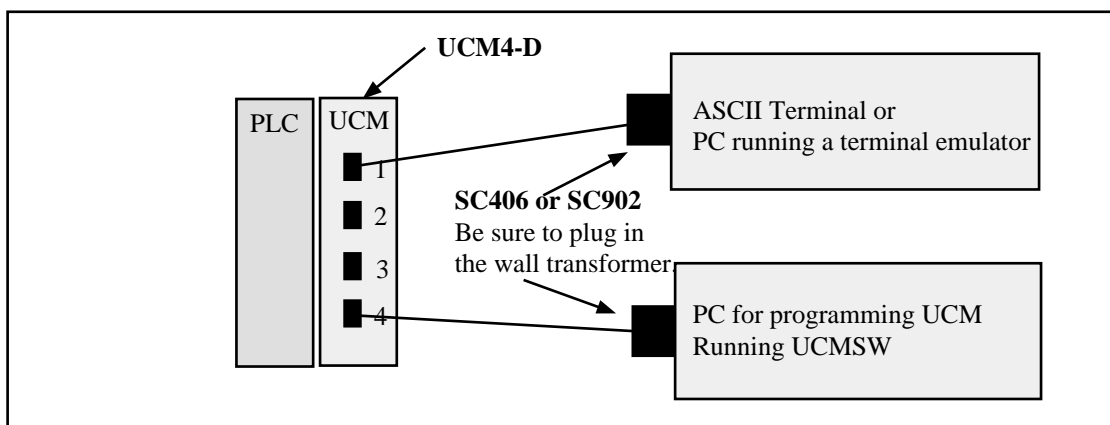 UCM4-D
PLC
UCM
1
2
3
4
ASCII Terminal or
PC running a terminal emulator
SC406 or SC902
Be sure to plug in
the wall transformer.
PC for programming UCM
Running UCMSW